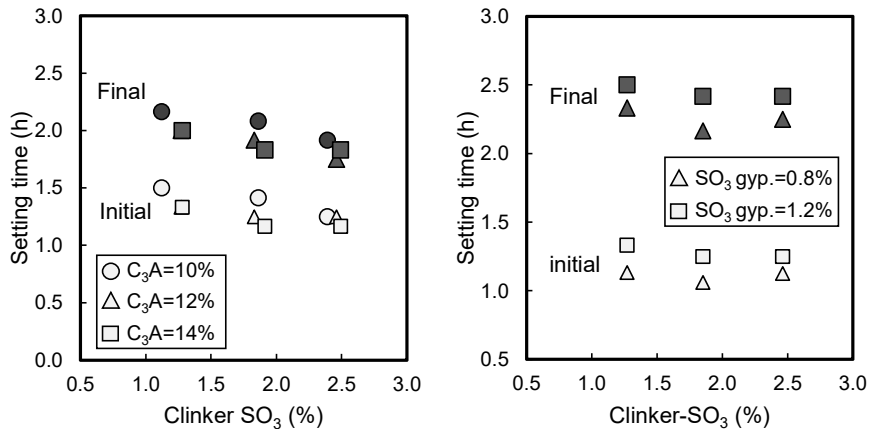 3.0
2.5
2.0
1.5
1.0
0.5
0.0
Setting time (h)
Final
Initial
C₃A=10%
C₃A=12%
C₃A=14%
0.5 1.0 1.5 2.0 2.5 3.0
Clinker SO₃ (%)
3.0
2.5
2.0
1.5
1.0
0.5
Setting time (h)
Final
SO₃ gyp.=0.8%
SO₃ gyp.=1.2%
initial
0.5 1.0 1.5 2.0 2.5 3.0
Clinker-SO₃ (%)